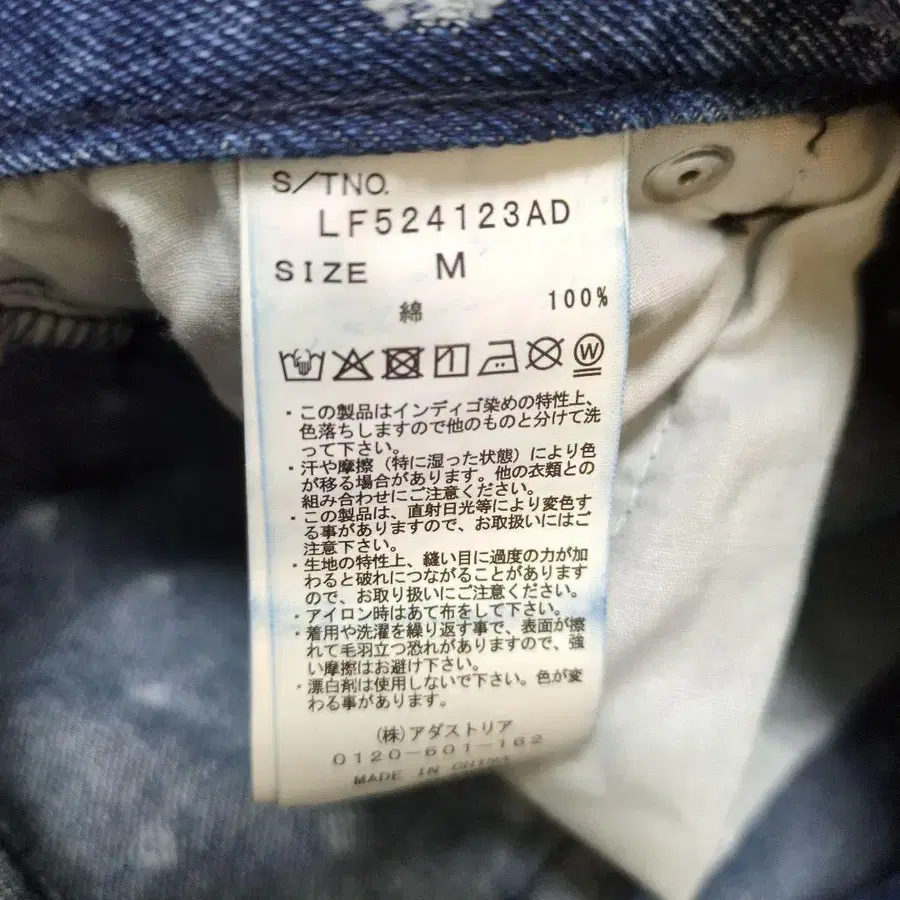 S/TNO.
LF524123AD
SIZE M
綿 100%
W
・この製品はインディゴ染めの特性上、
色落ちしますので他のものと分けて洗
って下さい。
・汗や摩擦（特に湿った状態）により色
が移る場合があります。他の衣類との
組み合わせにご注意ください。
・この製品は、直射日光等により変色す
る事がありますので、お取扱いにはご
注意下さい。
・生地の特性上、縫い目に過度の力が加
わると破れにつながることがあります
ので、お取り扱いにご注意ください。
・アイロン時はあて布をして下さい。
・着用や洗濯を繰り返す事で、表面が擦
れて毛羽立つ恐れがありますので、強
い摩擦はお避け下さい。
・漂白剤は使用しないで下さい。色が変
わる事があります。
(株)アダストリア
0120-601-162
MADE IN CHINA